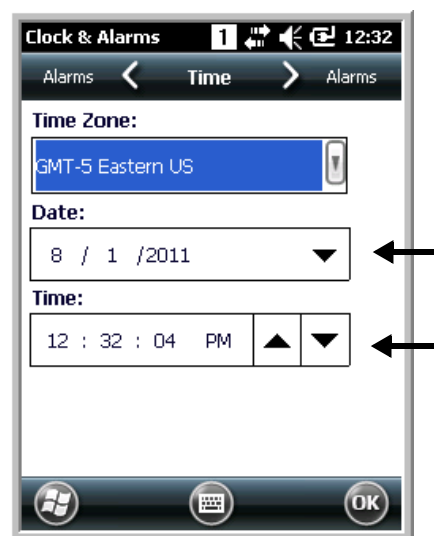 Clock & Alarms 1 12:32
Alarms Time Alarms
Time Zone:
GMT-5 Eastern US
Date:
8 / 1 /2011
Time:
12 : 32 : 04 PM
OK